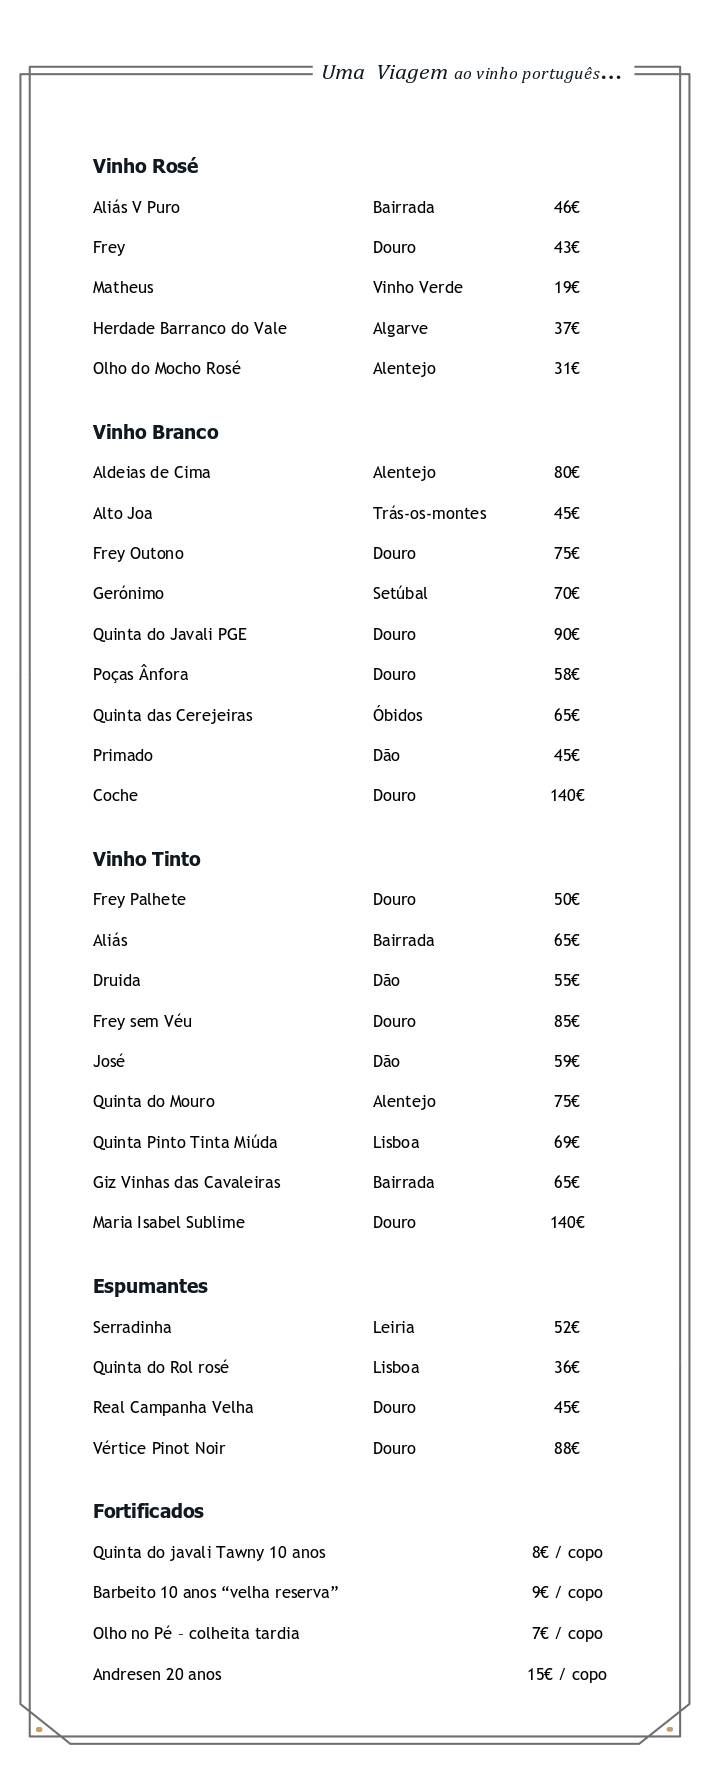 Uma Viagem ao vinho português...
Vinho Rosé
Aliás V Puro Bairrada 46€
Frey Douro 43€
Matheus Vinho Verde 19€
Herdade Barranco do Vale Algarve 37€
Olho do Mocho Rosé Alentejo 31€
Vinho Branco
Aldeias de Cima Alentejo 80€
Alto Joa Trás-os-montes 45€
Frey Outono Douro 75€
Gerónimo Setúbal 70€
Quinta do Javali PGE Douro 90€
Poças Ânfora Douro 58€
Quinta das Cerejeiras Óbidos 65€
Primado Dão 45€
Coche Douro 140€
Vinho Tinto
Frey Palhete Douro 50€
Aliás Bairrada 65€
Druida Dão 55€
Frey sem Véu Douro 85€
José Dão 59€
Quinta do Mouro Alentejo 75€
Quinta Pinto Tinta Miúda Lisboa 69€
Giz Vinhas das Cavaleiras Bairrada 65€
Maria Isabel Sublime Douro 140€
Espumantes
Serradinha Leiria 52€
Quinta do Rol rosé Lisboa 36€
Real Campanha Velha Douro 45€
Vértice Pinot Noir Douro 88€
Fortificados
Quinta do javali Tawny 10 anos 8€ / copo
Barbeito 10 anos “velha reserva” 9€ / copo
Olho no Pé - colheita tardia 7€ / copo
Andresen 20 anos 15€ / copo